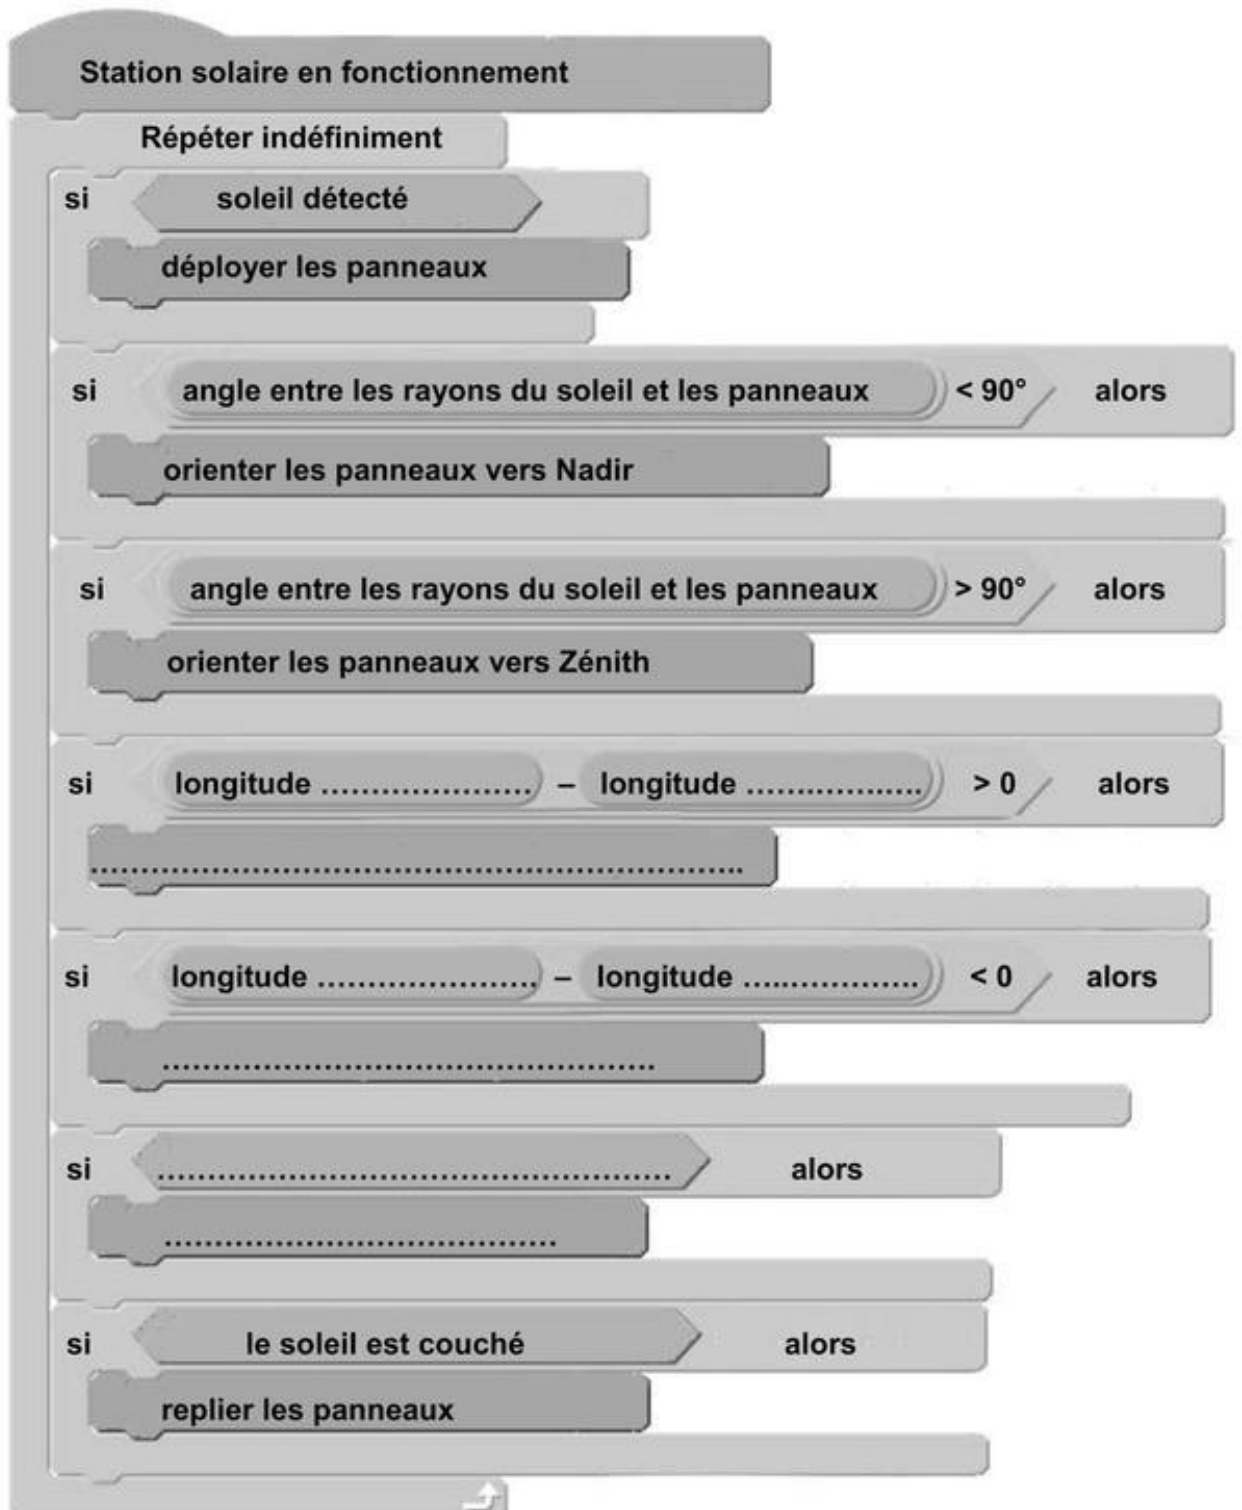 Station solaire en fonctionnement
Répéter indéfiniment
si soleil détecté
déployer les panneaux
si angle entre les rayons du soleil et les panneaux < 90° alors
orienter les panneaux vers Nadir
si angle entre les rayons du soleil et les panneaux > 90° alors
orienter les panneaux vers Zénith
si longitude ..................... – longitude .................. > 0 alors
.................................................................
si longitude ...................... – longitude .................. < 0 alors
.................................................
si ................................................... alors
.......................................
si le soleil est couché alors
replier les panneaux